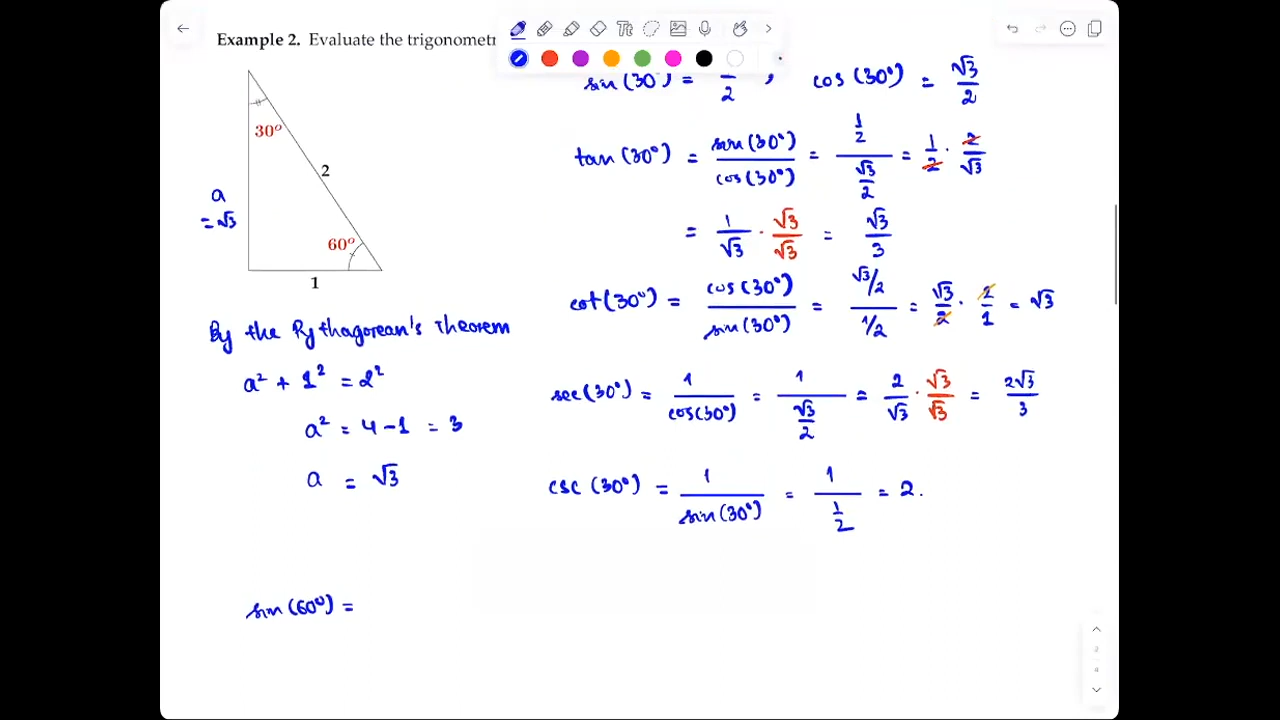 Example 2. Evaluate the trigonometr
30°
2
a
= √3
60°
1
By the Pythagorean's Theorem
a² + 1² = 2²
a² = 4 - 1 = 3
a = √3
sin(30°) = /2 , cos(30°) = √3/2
tan(30°) = sin(30°)/cos(30°) = (1/2)/(√3/2) = 1/2 · 2/√3
= 1/√3 · √3/√3 = √3/3
cot(30°) = cos(30°)/sin(30°) = (√3/2)/(1/2) = √3/2 · 2/1 = √3
sec(30°) = 1/cos(30°) = 1/(√3/2) = 2/√3 · √3/√3 = 2√3/3
csc(30°) = 1/sin(30°) = 1/(1/2) = 2.
sin(60°) =